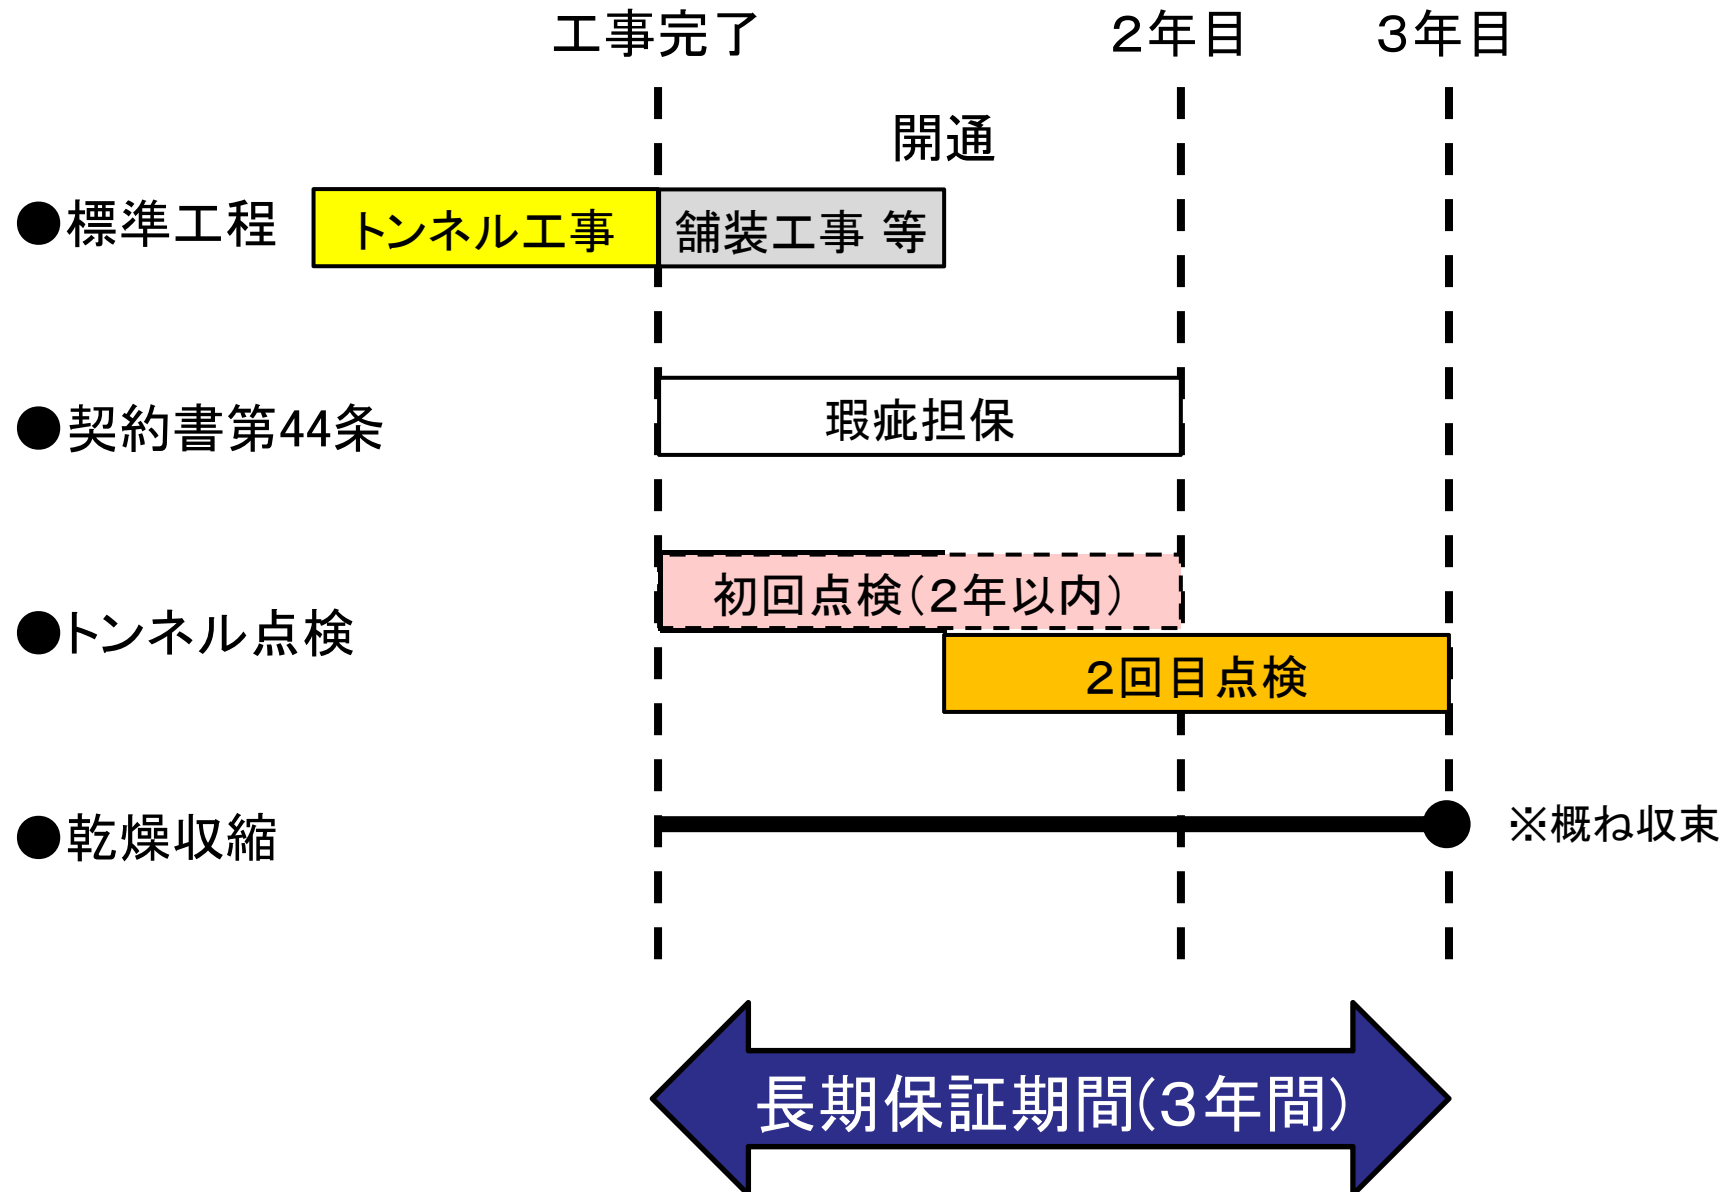 工事完了 ２年目 ３年目
開通
●標準工程 トンネル工事 舗装工事 等
●契約書第44条 瑕疵担保
●トンネル点検 初回点検(２年以内)
２回目点検
●乾燥収縮 ※概ね収束
長期保証期間(３年間)